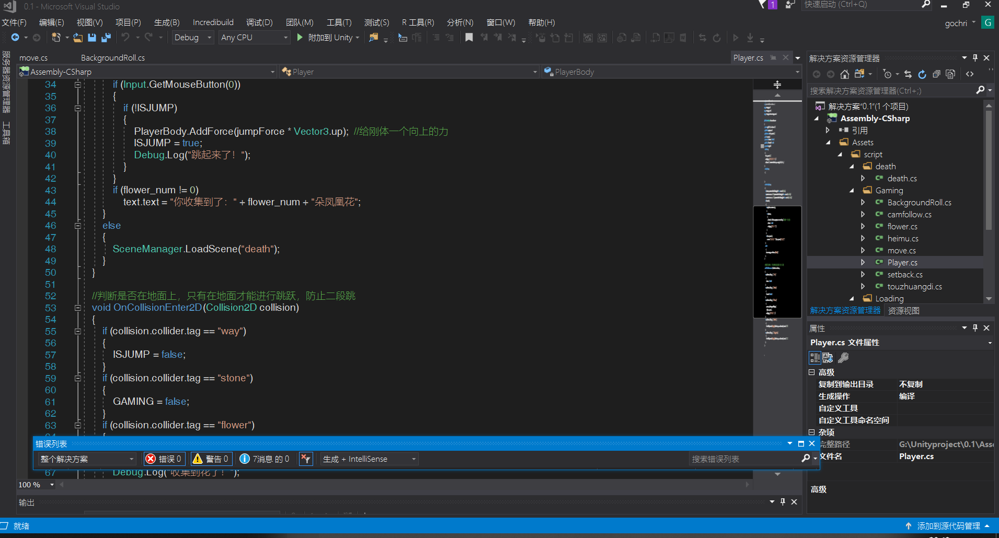 0.1 - Microsoft Visual Studio
1
快速启动 (Ctrl+Q)
文件(F) 编辑(E) 视图(V) 项目(P) 生成(B) Incredibuild 调试(D) 团队(M) 工具(T) 测试(S) R 工具(R) 分析(N) 窗口(W) 帮助(H)
gochri G
Debug Any CPU 附加到 Unity
服务器资源管理器
工具箱
move.cs BackgroundRoll.cs Player.cs
Assembly-CSharp Player PlayerBody
34 if (Input.GetMouseButton(0))
35 {
36 if (!ISJUMP)
37 {
38 PlayerBody.AddForce(jumpForce * Vector3.up); //给刚体一个向上的力
39 ISJUMP = true;
40 Debug.Log("跳起来了！");
41 }
42 }
43 if (flower_num != 0)
44 text.text = "你收集到了：" + flower_num + "朵凤凰花";
45 }
46 else
47 {
48 SceneManager.LoadScene("death");
49 }
50 }
51
52 //判断是否在地面上，只有在地面才能进行跳跃，防止二段跳
53 void OnCollisionEnter2D(Collision2D collision)
54 {
55 if (collision.collider.tag == "way")
56 {
57 ISJUMP = false;
58 }
59 if (collision.collider.tag == "stone")
60 {
61 GAMING = false;
62 }
63 if (collision.collider.tag == "flower")
错误列表
整个解决方案 错误 0 警告 0 7消息 的 0 生成 + IntelliSense 搜索错误列表
67 Debug.Log("收集到花了！");
100 %
输出
就绪 添加到源代码管理
解决方案资源管理器
搜索解决方案资源管理器(Ctrl+;)
解决方案"0.1"(1 个项目)
Assembly-CSharp
引用
Assets
script
death
C# death.cs
Gaming
C# BackgroundRoll.cs
C# camfollow.cs
C# flower.cs
C# heimu.cs
C# move.cs
C# Player.cs
C# setback.cs
C# touzhuangdi.cs
Loading
解决方案资源管理器 资源视图
属性
Player.cs 文件属性
高级
复制到输出目录 不复制
生成操作 编译
自定义工具
自定义工具命名空间
杂项
完整路径 G:\Unityproject\0.1\Ass
文件名 Player.cs
高级